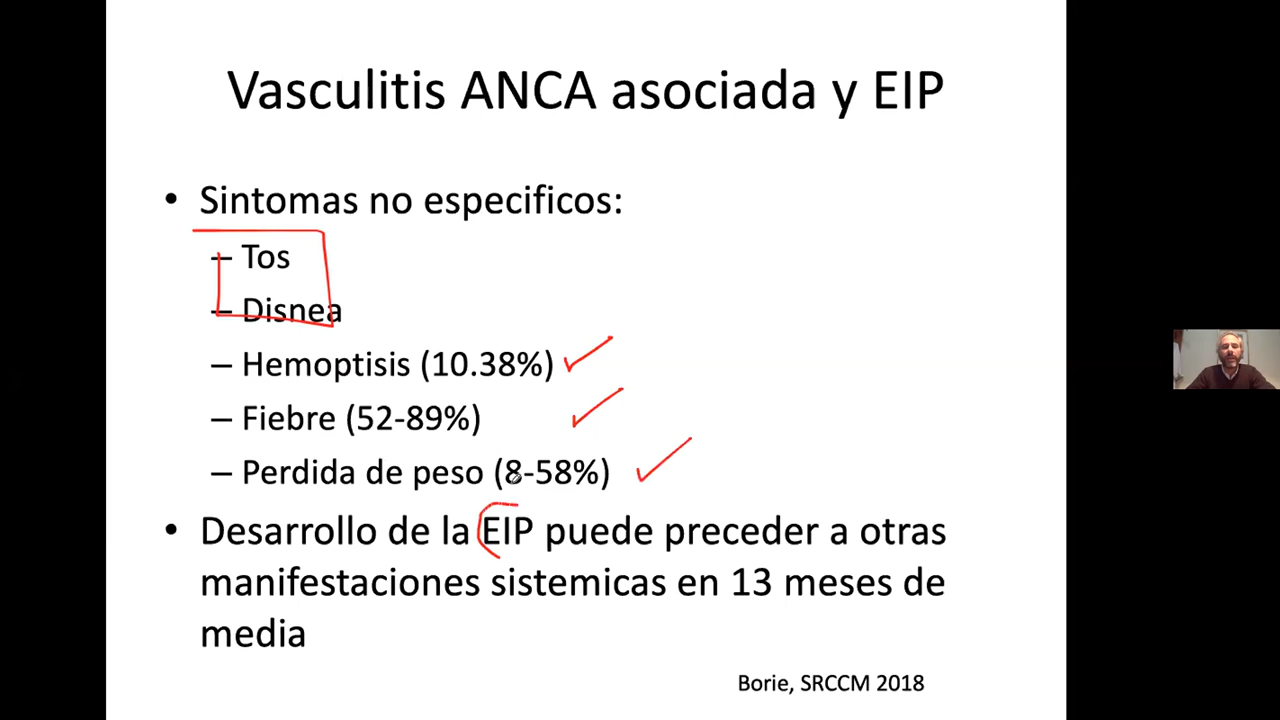 Vasculitis ANCA asociada y EIP
• Sintomas no especificos:
– Tos
– Disnea
– Hemoptisis (10.38%)
– Fiebre (52-89%)
– Perdida de peso (8-58%)
• Desarrollo de la EIP puede preceder a otras
manifestaciones sistemicas en 13 meses de
media
Borie, SRCCM 2018